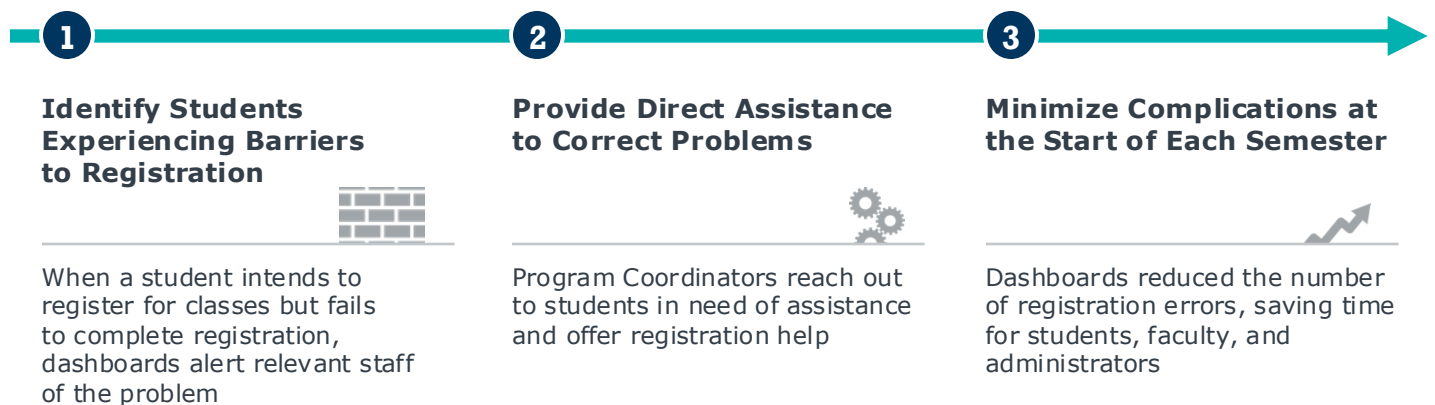 1
Identify Students
Experiencing Barriers
to Registration
When a student intends to
register for classes but fails
to complete registration,
dashboards alert relevant staff
of the problem
2
Provide Direct Assistance
to Correct Problems
Program Coordinators reach out
to students in need of assistance
and offer registration help
3
Minimize Complications at
the Start of Each Semester
Dashboards reduced the number
of registration errors, saving time
for students, faculty, and
administrators